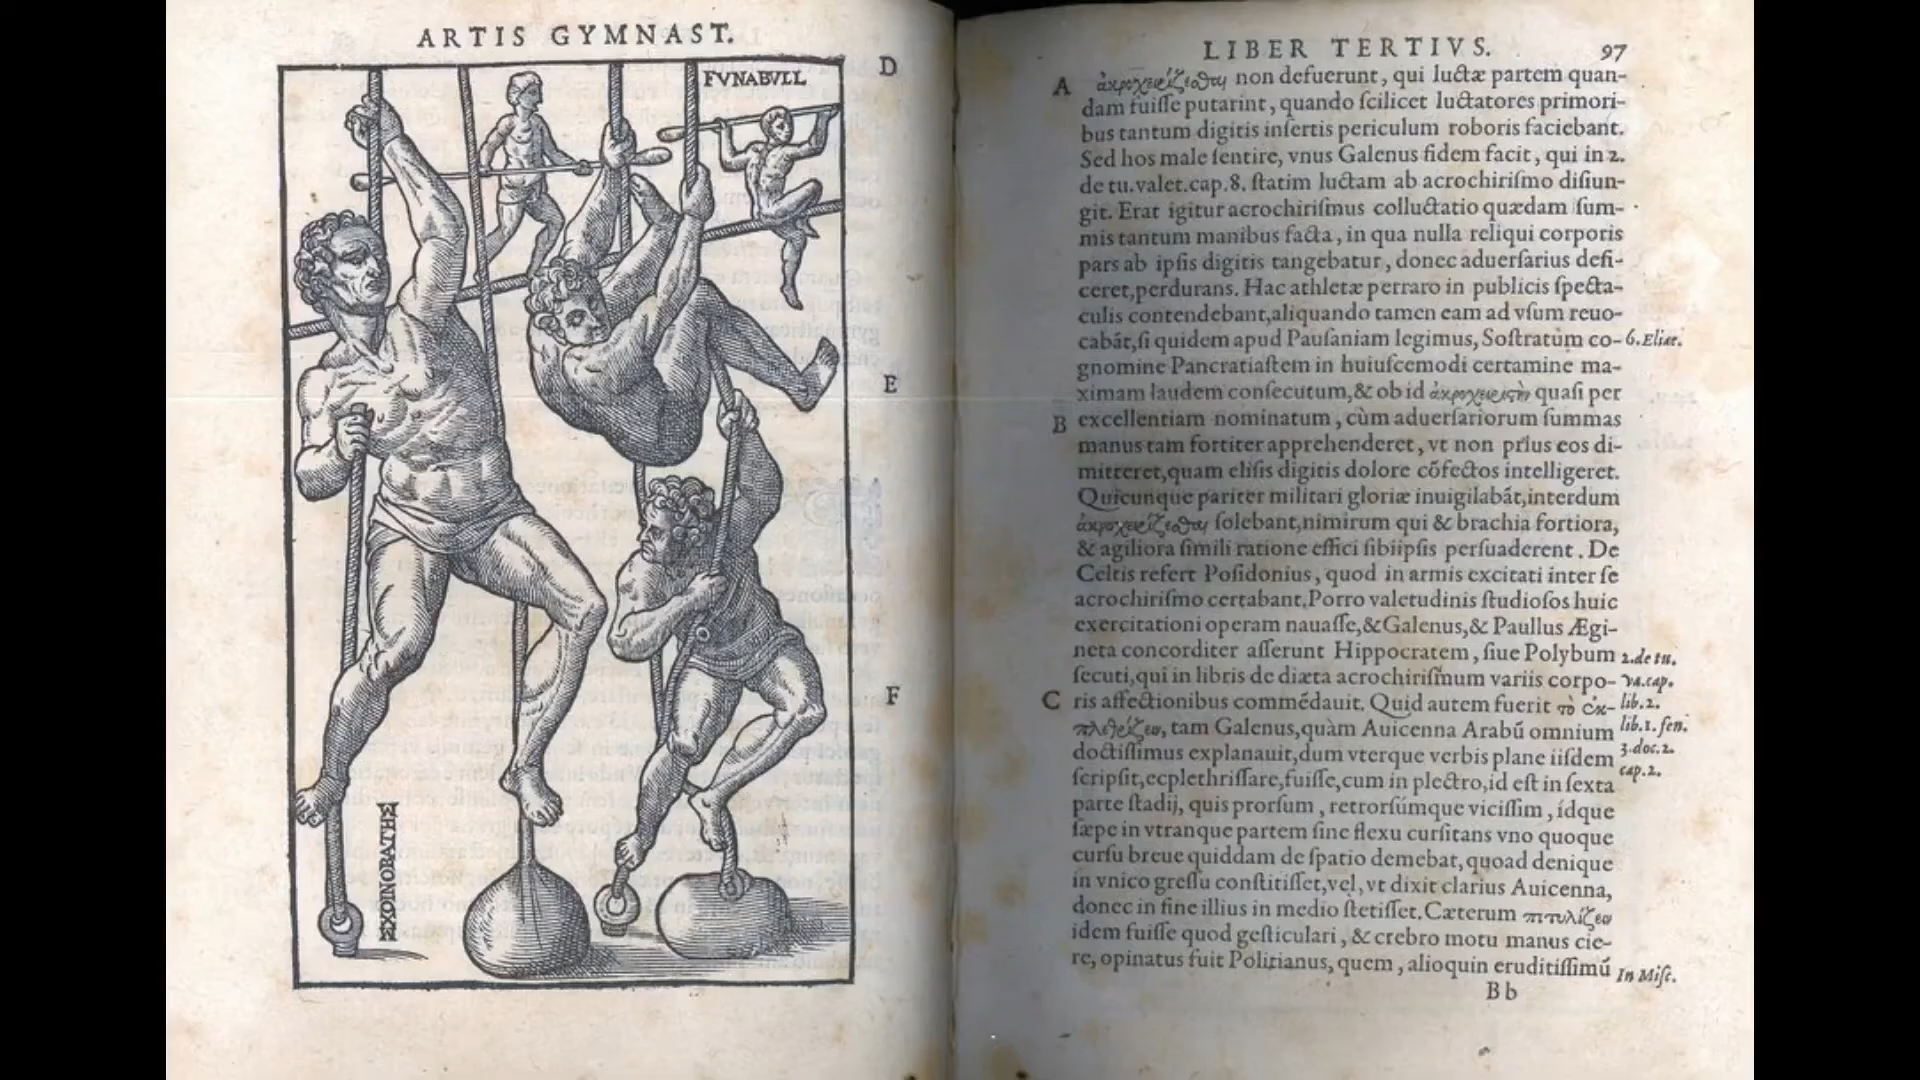 ARTIS GYMNAST.
FVNABVLL
D
E
F
ΣΧΟΙΝΟΒΑΤΗΣ
LIBER TERTIVS. 97
A ἀκροχειρίζεσθαι non defuerunt, qui luctæ partem quan-
dam fuiſſe putarint, quando ſcilicet luctatores primori-
bus tantum digitis inſertis periculum roboris faciebant.
Sed hos male ſentire, vnus Galenus fidem facit, qui in 2.
de tu.valet.cap.8. ſtatim luctam ab acrochiriſmo diſiun-
git. Erat igitur acrochiriſmus colluctatio quædam ſum-
mis tantum manibus facta, in qua nulla reliqui corporis
pars ab ipſis digitis tangebatur, donec aduerſarius defi-
ceret,perdurans. Hac athletæ perraro in publicis ſpecta-
culis contendebant,aliquando tamen eam ad vſum reuo-
cabāt,ſi quidem apud Pauſaniam legimus, Soſtratùm co- 6.Eliac.
gnomine Pancratiaſtem in huiuſcemodi certamine ma-
ximam laudem conſecutum,& ob id ἀκροχερσίτην quaſi per
B excellentiam nominatum, cùm aduerſariorum ſummas
manus tam fortiter apprehenderet, vt non priùs eos di-
mitteret,quam eliſis digitis dolore cōfectos intelligeret.
Quicunque pariter militari gloriæ inuigilabāt,interdum
ἀκροχειρίζεσθαι ſolebant,nimirum qui & brachia fortiora,
& agiliora ſimili ratione effici ſibiipſis perſuaderent. De
Celtis refert Poſidonius, quod in armis excitati inter ſe
acrochiriſmo certabant. Porro valetudinis ſtudioſos huic
exercitationi operam nauaſſe,& Galenus,& Paullus Ægi-
neta concorditer aſſerunt Hippocratem, ſiue Polybum 2.de tu.
ſecuti,qui in libris de diæta acrochiriſmum variis corpo- va.cap.
C ris affectionibus commēdauit. Quid autem fuerit τὸ ἐκ- lib.2.
πλεθρίζειν, tam Galenus,quàm Auicenna Arabū omnium lib.1.ſen.
doctiſſimus explanauit,dum vterque verbis plane iiſdem 3.doc.2.
ſcripſit,ecplethriſſare,fuiſſe,cum in plectro,id eſt in ſexta cap.2.
parte ſtadij, quis prorſum, retrorſúmque viciſſim, ídque
ſæpe in vtranque partem ſine flexu curſitans vno quoque
curſu breue quiddam de ſpatio demebat,quoad denique
in vnico greſſu conſtitiſſet,vel, vt dixit clarius Auicenna,
donec in fine illius in medio ſtetiſſet. Cæterum πιτυλίζειν
idem fuiſſe quod geſticulari, & crebro motu manus cie-
re, opinatus fuit Politianus, quem, alioquin eruditiſſimū In Miſc.
Bb